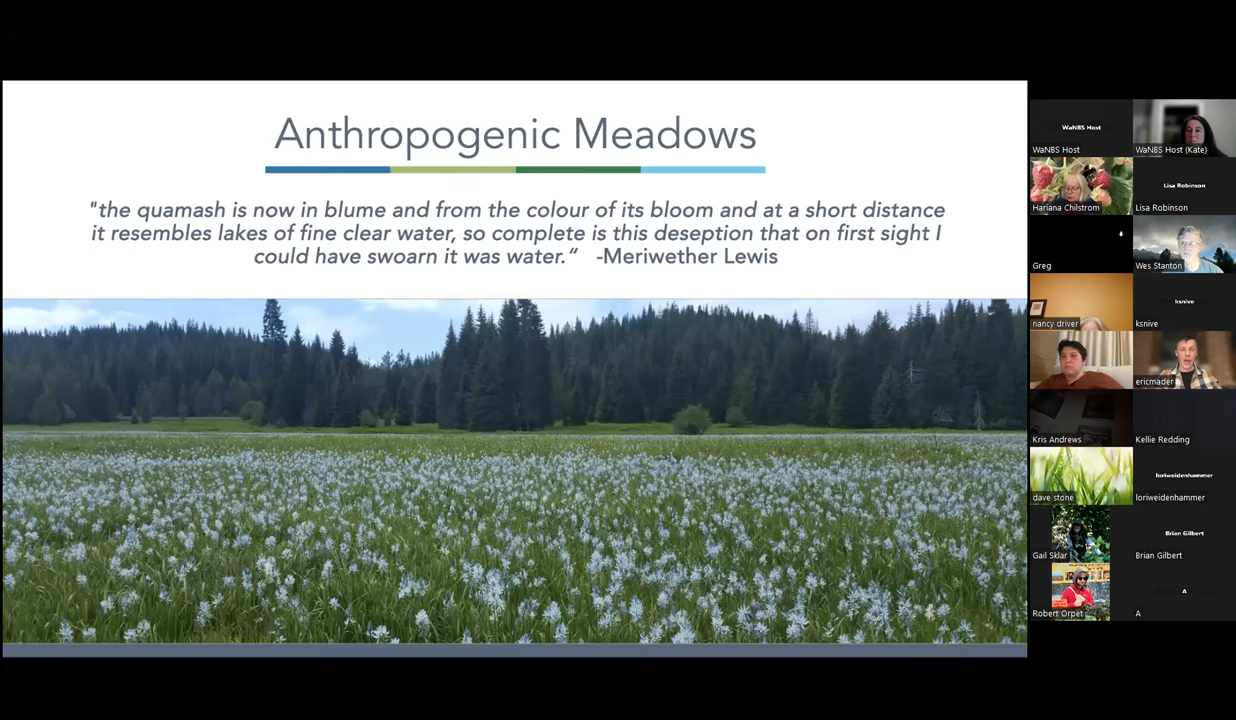 Anthropogenic Meadows
"the quamash is now in blume and from the colour of its bloom and at a short distance
it resembles lakes of fine clear water, so complete is this deseption that on first sight I
could have swoarn it was water.“ -Meriwether Lewis
WaNBS Host
WaNBS Host
WaNBS Host (Kate)
Hariana Chilstrom
Lisa Robinson
Lisa Robinson
Greg
Wes Stanton
nancy driver
ksnive
ksnive
ericmader
Kris Andrews
Kellie Redding
dave stone
loriweidenhammer
loriweidenhammer
Gail Sklar
Brian Gilbert
Brian Gilbert
Robert Orpet
A
A